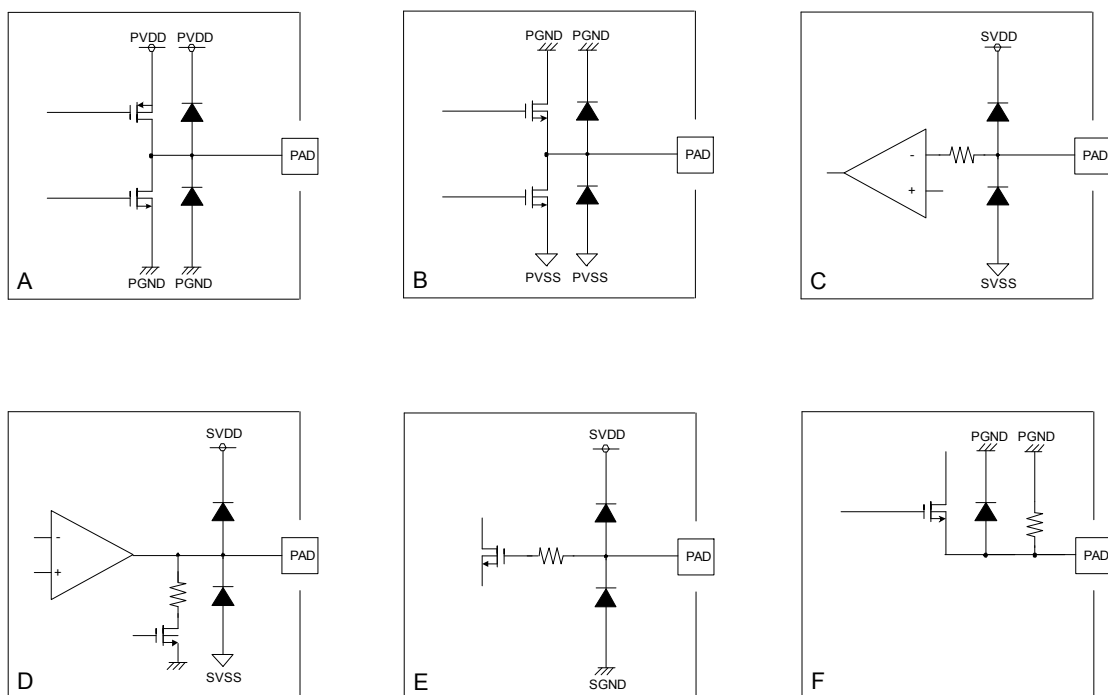 PVDD PVDD
PAD
PGND PGND
A
PGND PGND
PAD
PVSS PVSS
B
SVDD
-
+
PAD
SVSS
C
SVDD
-
+
PAD
SVSS
D
SVDD
PAD
SGND
E
PGND PGND
PAD
F